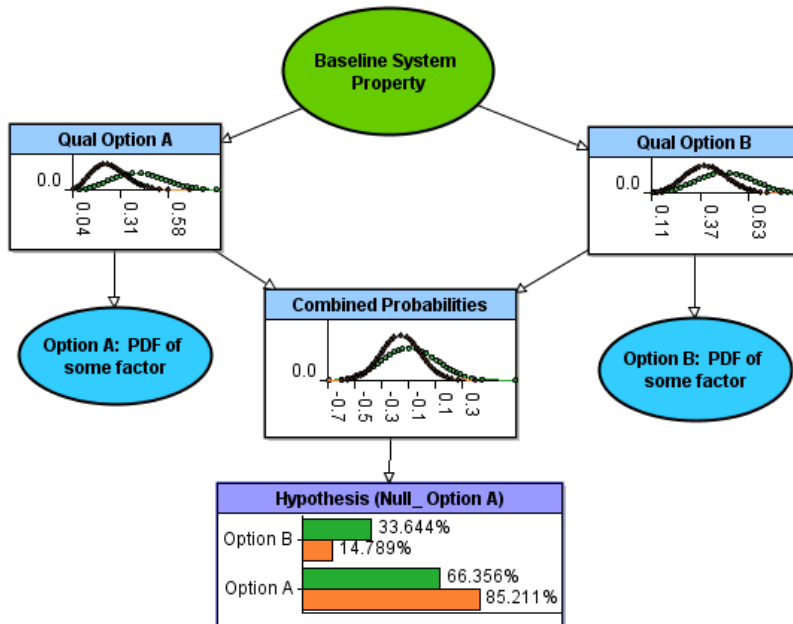 Baseline System
Property
Qual Option A
0.0
0.04
0.31
0.58
Qual Option B
0.0
0.11
0.37
0.63
Option A:  PDF of
some factor
Combined Probabilities
0.0
-0.7
-0.5
-0.3
-0.1
0.1
0.3
Option B:  PDF of
some factor
Hypothesis (Null_ Option A)
Option B
33.644%
14.789%
Option A
66.356%
85.211%